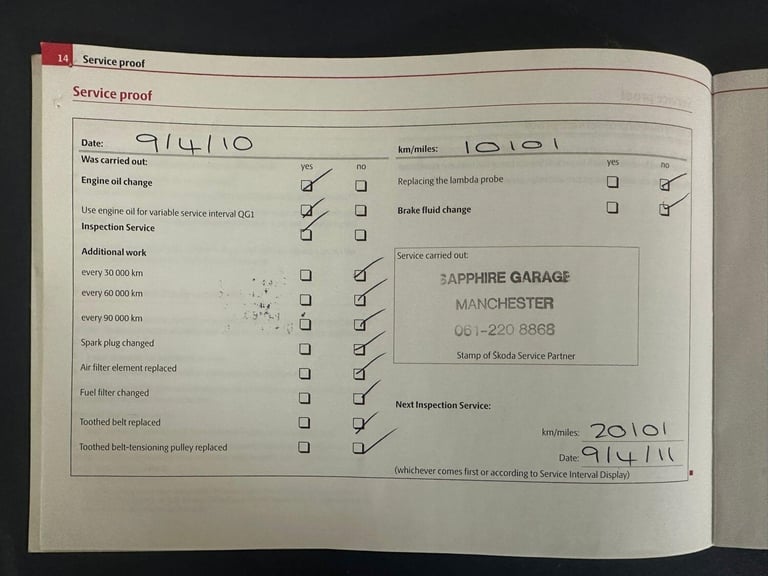 14 Service proof
Service proof
Date: 9/4/10
km/miles: 10101
Was carried out:
yes no
yes no
Engine oil change
Replacing the lambda probe
Use engine oil for variable service interval QG1
Brake fluid change
Inspection Service
Additional work
Service carried out:
every 30 000 km
SAPPHIRE GARAGE
every 60 000 km
MANCHESTER
every 90 000 km
061-220 8868
Spark plug changed
Stamp of Skoda Service Partner
Air filter element replaced
Fuel filter changed
Next Inspection Service:
Toothed belt replaced
km/miles: 20101
Toothed belt-tensioning pulley replaced
Date: 9/4/11
(whichever comes first or according to Service Interval Display)